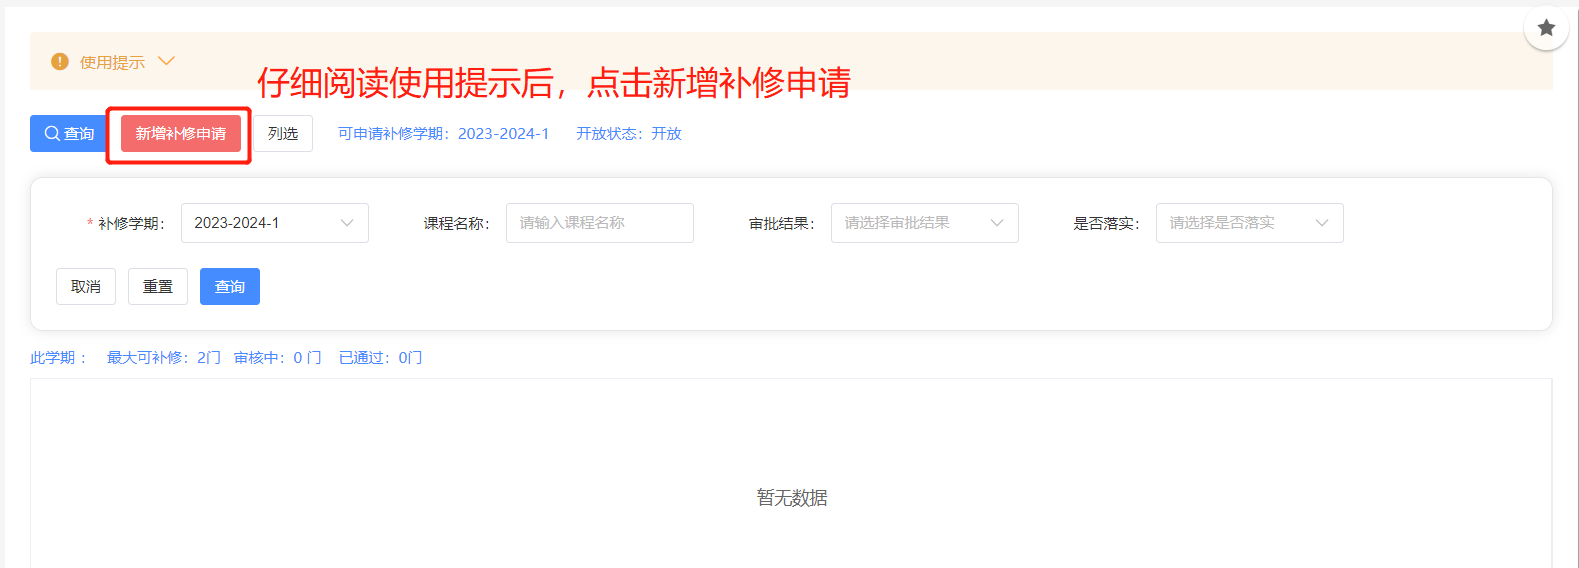 使用提示
仔细阅读使用提示后，点击新增补修申请
查询 新增补修申请 列选 可申请补修学期：2023-2024-1 开放状态：开放
* 补修学期： 2023-2024-1 课程名称： 请输入课程名称 审批结果： 请选择审批结果 是否落实： 请选择是否落实
取消 重置 查询
此学期： 最大可补修：2门 审核中：0 门 已通过：0门
暂无数据